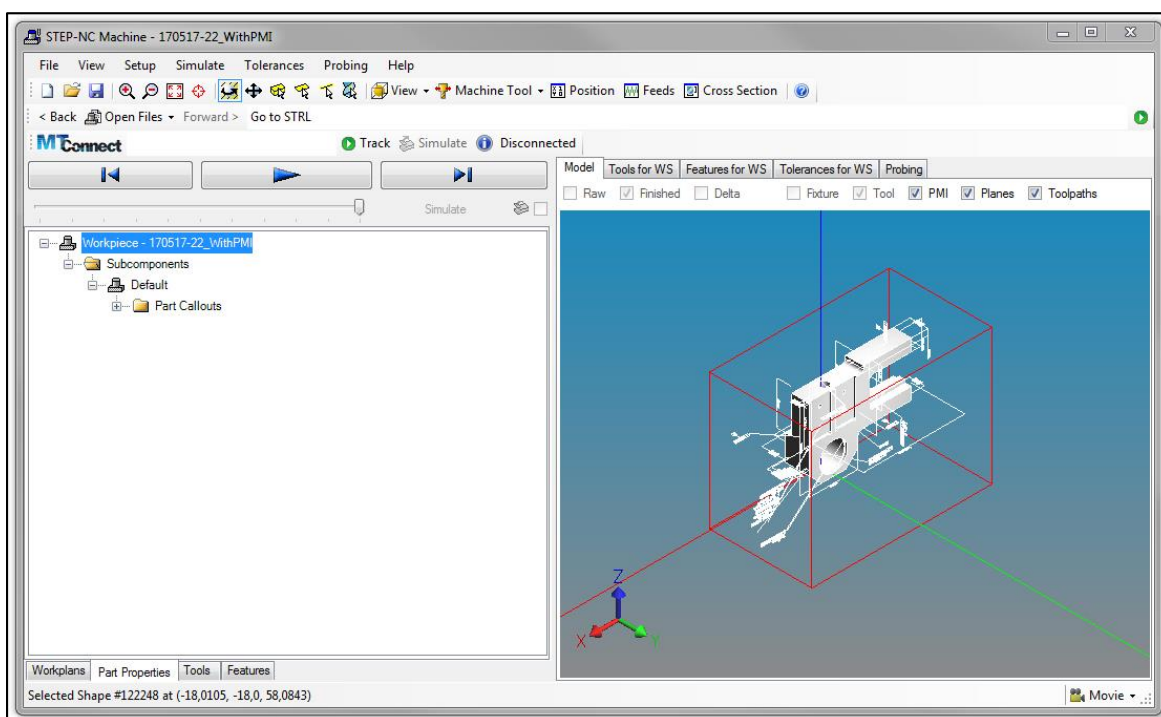 STEP-NC Machine - 170517-22_WithPMI
File View Setup Simulate Tolerances Probing Help
View Machine Tool Position Feeds Cross Section
< Back Open Files Forward > Go to STRL
MTConnect Track Simulate Disconnected
Simulate
Workpiece - 170517-22_WithPMI
Subcomponents
Default
Part Callouts
Workplans Part Properties Tools Features
Model Tools for WS Features for WS Tolerances for WS Probing
Raw Finished Delta Fixture Tool PMI Planes Toolpaths
Z
X Y
Selected Shape #122248 at (-18,0105, -18,0, 58,0843) Movie